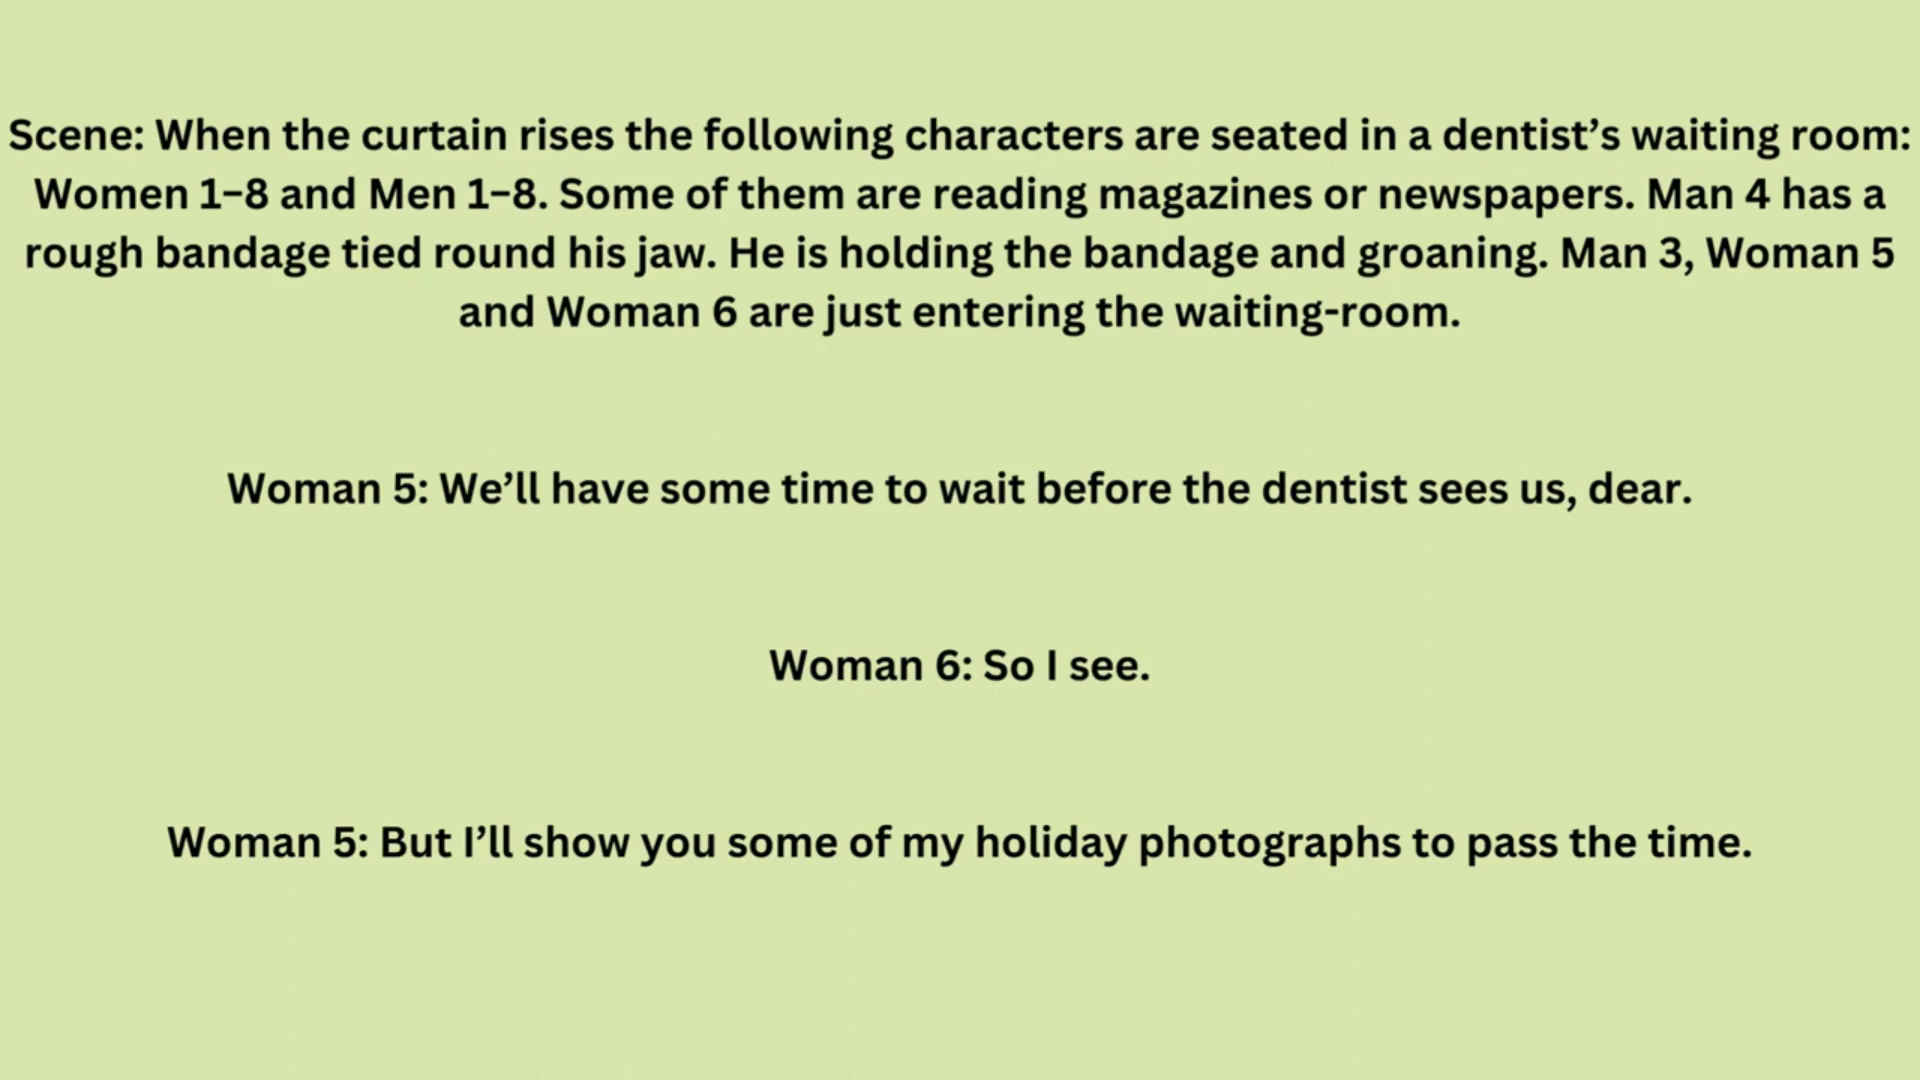 Scene: When the curtain rises the following characters are seated in a dentist’s waiting room:
Women 1–8 and Men 1–8. Some of them are reading magazines or newspapers. Man 4 has a
rough bandage tied round his jaw. He is holding the bandage and groaning. Man 3, Woman 5
and Woman 6 are just entering the waiting-room.
Woman 5: We’ll have some time to wait before the dentist sees us, dear.
Woman 6: So I see.
Woman 5: But I’ll show you some of my holiday photographs to pass the time.